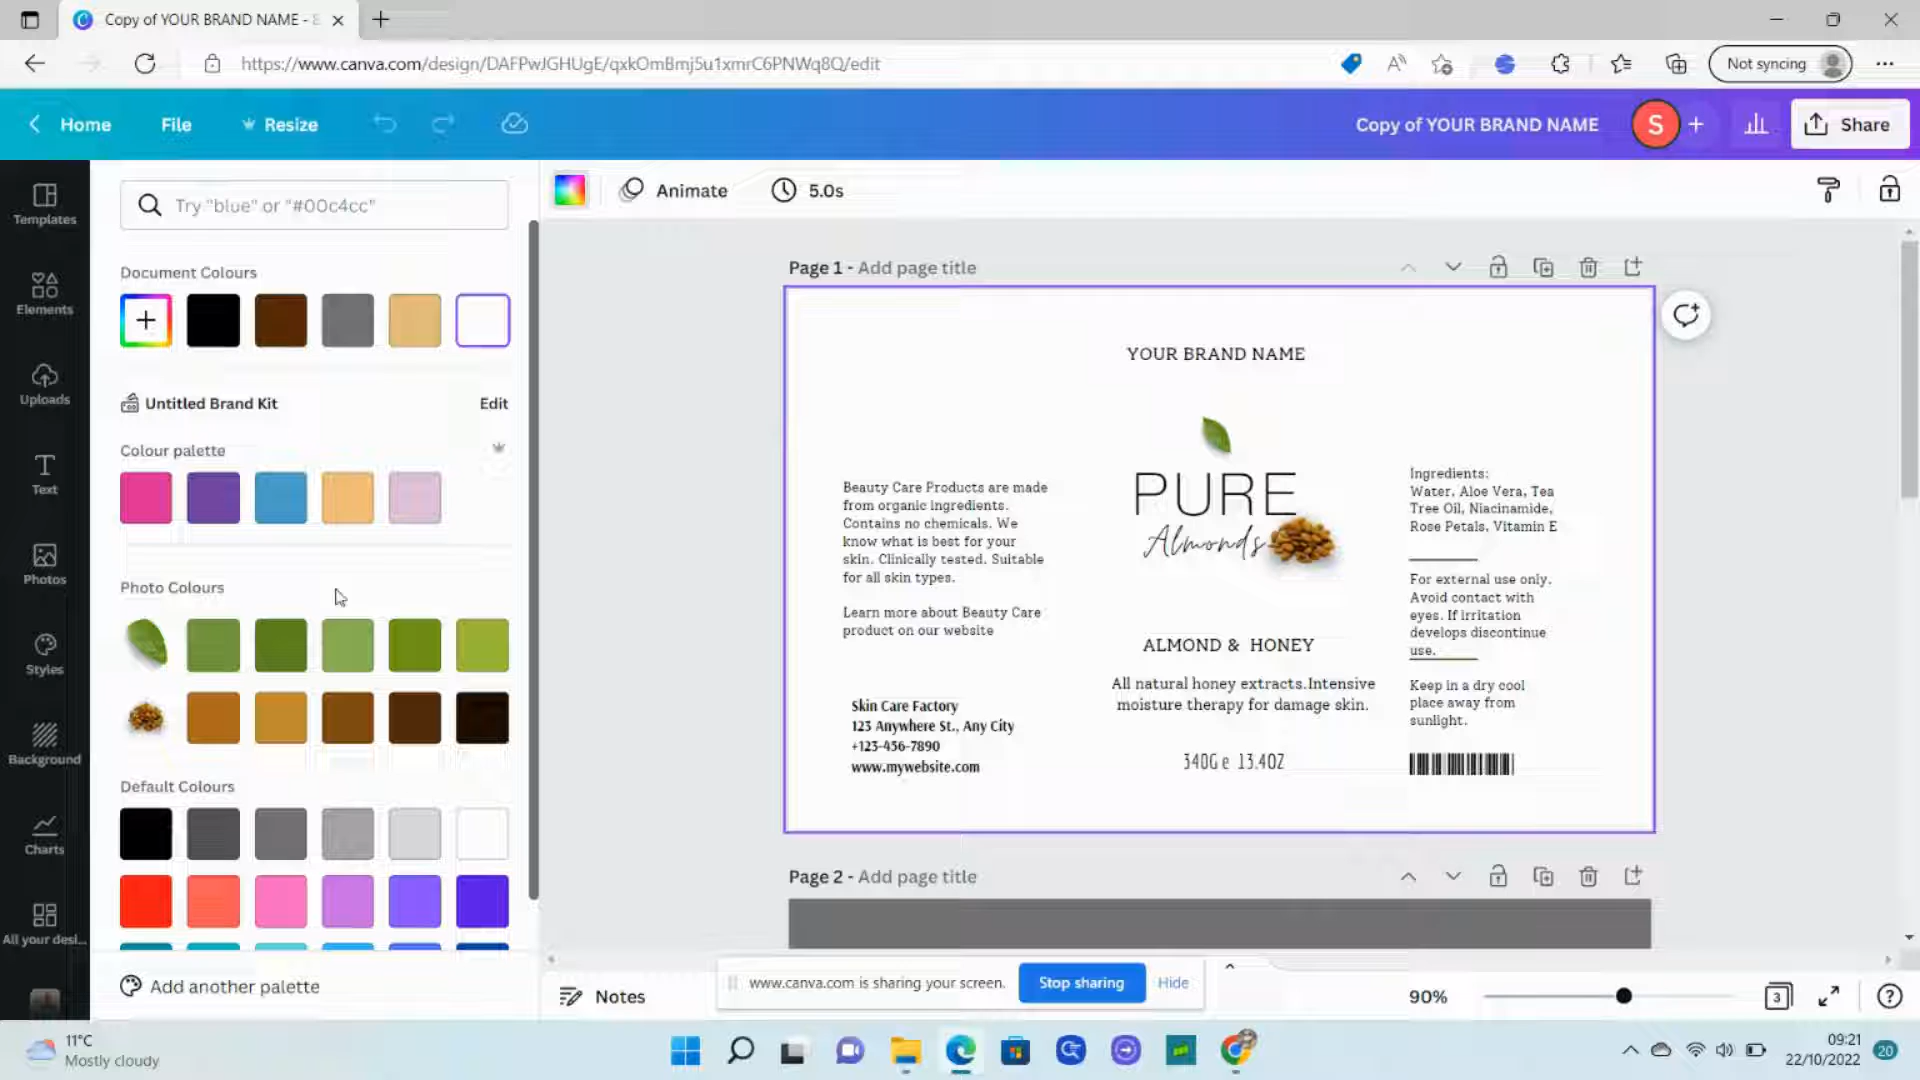 Copy of YOUR BRAND NAME -
https://www.canva.com/design/DAFPwJGHUgE/qxkOmBmj5u1xmrC6PNWq8Q/edit
Not syncing
Home
File
Resize
Copy of YOUR BRAND NAME
S
Share
Templates
Elements
Uploads
Text
Photos
Styles
Background
Charts
All your desi...
Try "blue" or "#00c4cc"
Document Colours
Untitled Brand Kit
Edit
Colour palette
Photo Colours
Default Colours
Add another palette
Animate
5.0s
Page 1 - Add page title
YOUR BRAND NAME
Beauty Care Products are made
from organic ingredients.
Contains no chemicals. We
know what is best for your
skin. Clinically tested. Suitable
for all skin types.
Learn more about Beauty Care
product on our website
Skin Care Factory
123 Anywhere St., Any City
+123-456-7890
www.mywebsite.com
PURE
Almonds
ALMOND & HONEY
All natural honey extracts.Intensive
moisture therapy for damage skin.
340G e 13.4OZ
Ingredients:
Water, Aloe Vera, Tea
Tree Oil, Niacinamide,
Rose Petals, Vitamin E
For external use only.
Avoid contact with
eyes. If irritation
develops discontinue
use.
Keep in a dry cool
place away from
sunlight.
Page 2 - Add page title
Notes
www.canva.com is sharing your screen.
Stop sharing
Hide
90%
3
11°C
Mostly cloudy
09:21
22/10/2022
20